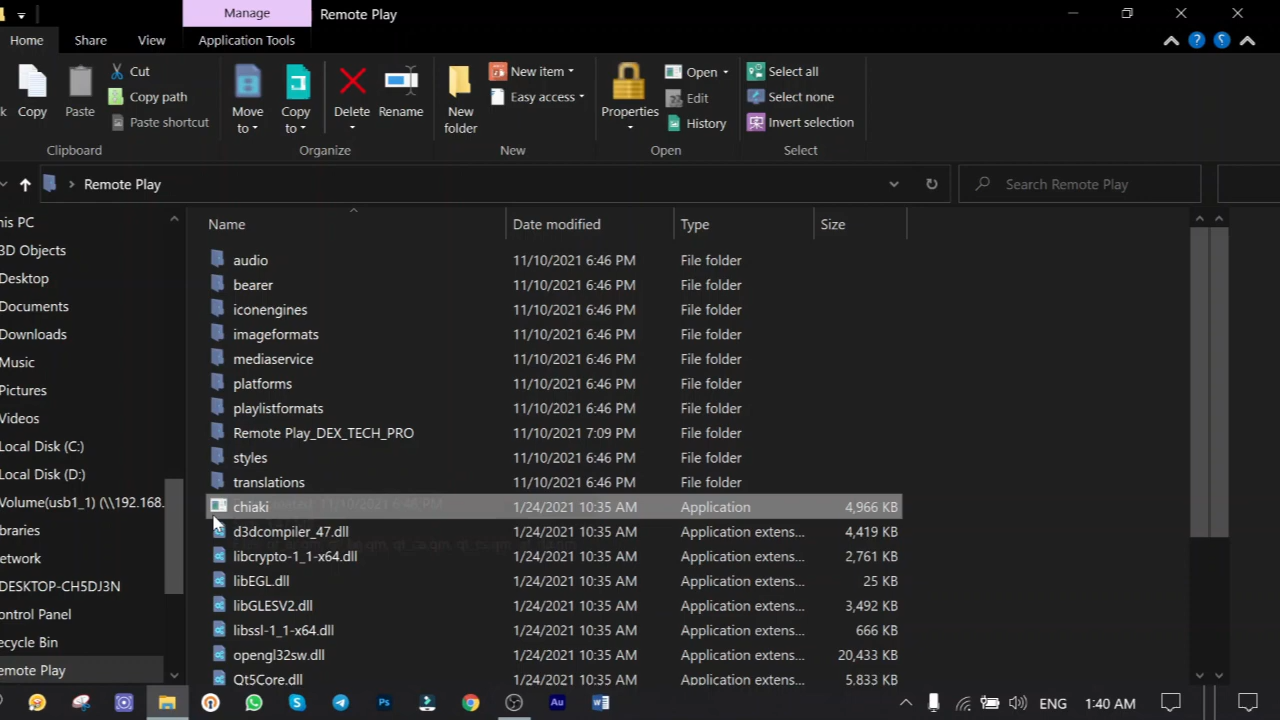 Manage
Remote Play
Home
Share
View
Application Tools
Copy
Paste
Cut
Copy path
Paste shortcut
Clipboard
Move to
Copy to
Delete
Rename
Organize
New folder
New item
Easy access
New
Properties
Open
Edit
History
Open
Select all
Select none
Invert selection
Select
Remote Play
Search Remote Play
his PC
3D Objects
Desktop
Documents
Downloads
Music
Pictures
Videos
Local Disk (C:)
Local Disk (D:)
Volume(usb1_1) (\\192.168.
braries
etwork
DESKTOP-CH5DJ3N
ontrol Panel
ecycle Bin
emote Play
Name Date modified Type Size
audio 11/10/2021 6:46 PM File folder
bearer 11/10/2021 6:46 PM File folder
iconengines 11/10/2021 6:46 PM File folder
imageformats 11/10/2021 6:46 PM File folder
mediaservice 11/10/2021 6:46 PM File folder
platforms 11/10/2021 6:46 PM File folder
playlistformats 11/10/2021 6:46 PM File folder
Remote Play_DEX_TECH_PRO 11/10/2021 7:09 PM File folder
styles 11/10/2021 6:46 PM File folder
translations 11/10/2021 6:46 PM File folder
chiaki 1/24/2021 10:35 AM Application 4,966 KB
d3dcompiler_47.dll 1/24/2021 10:35 AM Application extens... 4,419 KB
libcrypto-1_1-x64.dll 1/24/2021 10:35 AM Application extens... 2,761 KB
libEGL.dll 1/24/2021 10:35 AM Application extens... 25 KB
libGLESV2.dll 1/24/2021 10:35 AM Application extens... 3,492 KB
libssl-1_1-x64.dll 1/24/2021 10:35 AM Application extens... 666 KB
opengl32sw.dll 1/24/2021 10:35 AM Application extens... 20,433 KB
Qt5Core.dll 1/24/2021 10:35 AM Application extens... 5,833 KB
Ps
Au
ENG
1:40 AM